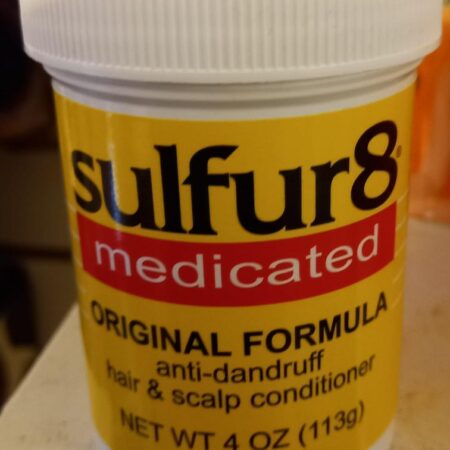 sulfur8®
medicated
ORIGINAL FORMULA
anti-dandruff
hair & scalp conditioner
NET WT 4 OZ (113g)